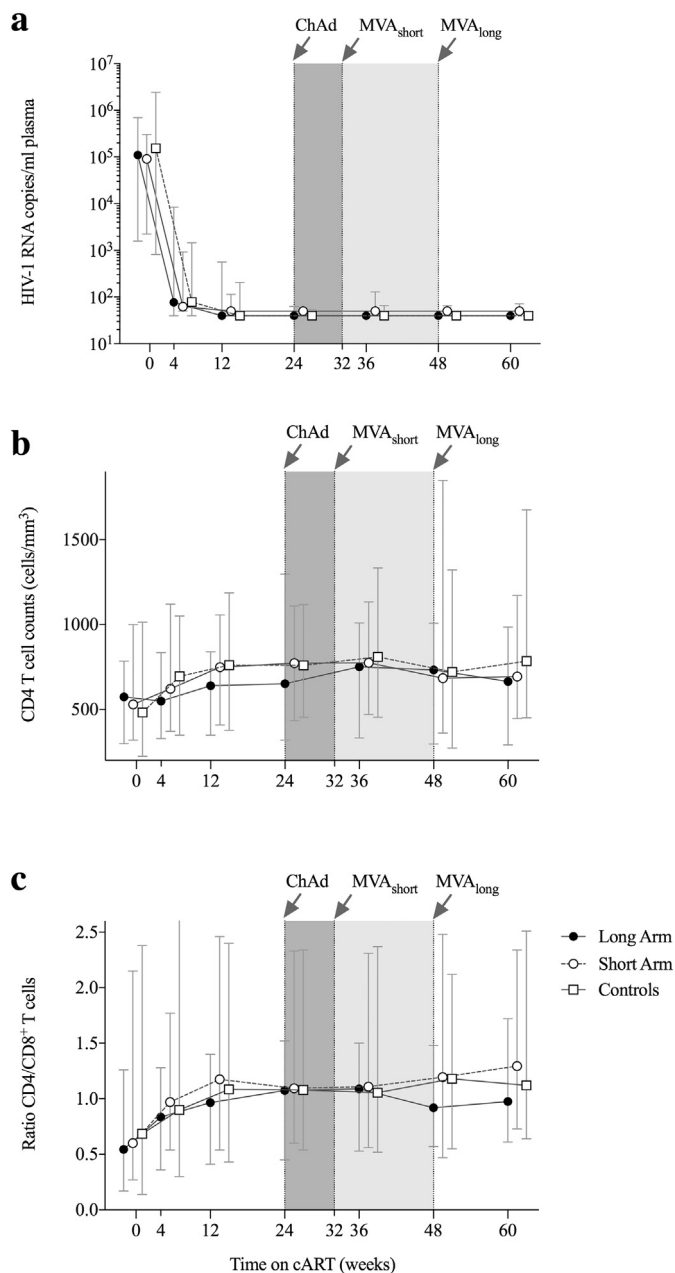 a
ChAd
MVAshort
MVAlong
HIV-1 RNA copies/ml plasma
10⁷
10⁶
10⁵
10⁴
10³
10²
10¹
0 4 12 24 32 36 48 60
b
ChAd
MVAshort
MVAlong
CD4 T cell counts (cells/mm³)
1500
1000
500
0 4 12 24 32 36 48 60
c
ChAd
MVAshort
MVAlong
Ratio CD4/CD8⁺ T cells
2.5
2.0
1.5
1.0
0.5
0.0
0 4 12 24 32 36 48 60
Time on cART (weeks)
Long Arm
Short Arm
Controls